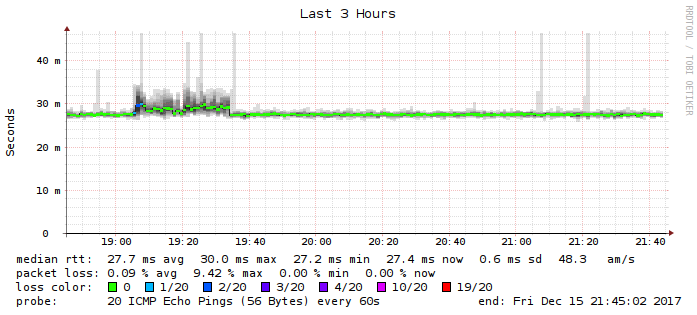 Last 3 Hours
RRDTOOL / TOBI OETIKER
Seconds
40 m
30 m
20 m
10 m
0
19:00 19:20 19:40 20:00 20:20 20:40 21:00 21:20 21:40
median rtt: 27.7 ms avg 30.0 ms max 27.2 ms min 27.4 ms now 0.6 ms sd 48.3 am/s
packet loss: 0.09 % avg 9.42 % max 0.00 % min 0.00 % now
loss color: 0 1/20 2/20 3/20 4/20 10/20 19/20
probe: 20 ICMP Echo Pings (56 Bytes) every 60s end: Fri Dec 15 21:45:02 2017